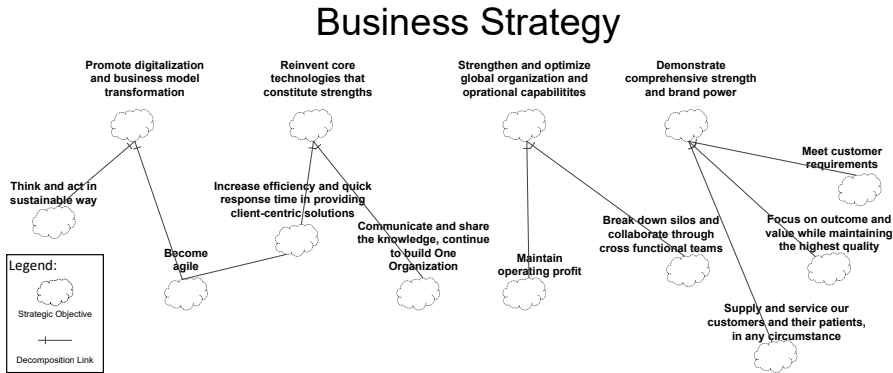 Business Strategy
Promote digitalization
and business model
transformation
Reinvent core
technologies that
constitute strengths
Strengthen and optimize
global organization and
oprational capabilitites
Demonstrate
comprehensive strength
and brand power
Think and act in
sustainable way
Become
agile
Increase efficiency and quick
response time in providing
client-centric solutions
Communicate and share
the knowledge, continue
to build One
Organization
Maintain
operating profit
Break down silos and
collaborate through
cross functional teams
Meet customer
requirements
Focus on outcome and
value while maintaining
the highest quality
Supply and service our
customers and their patients,
in any circumstance
Legend:
Strategic Objective
Decomposition Link